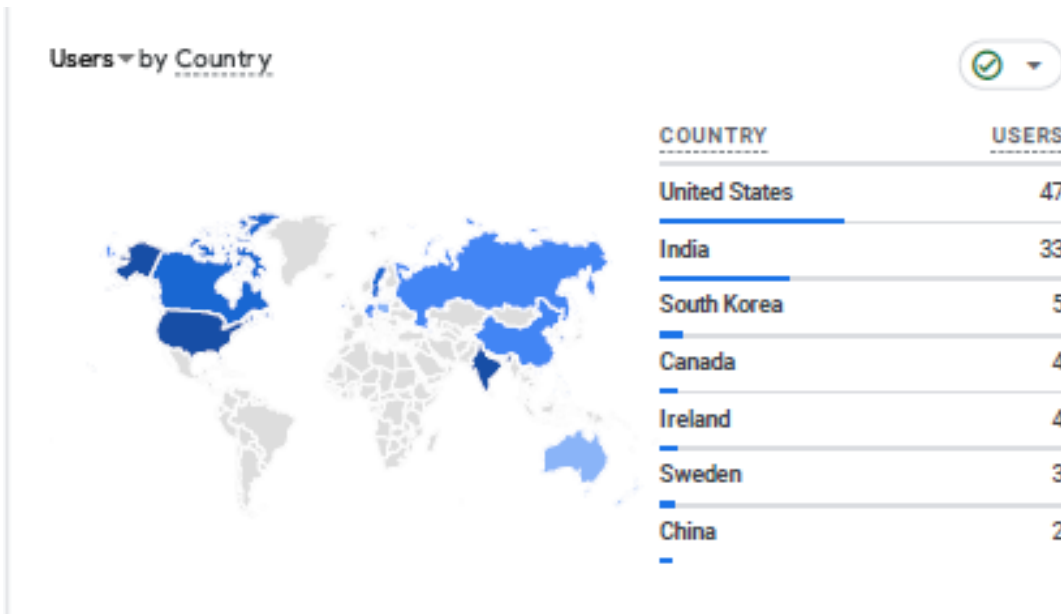 Users by Country
COUNTRY USERS
United States 47
India 33
South Korea 5
Canada 4
Ireland 4
Sweden 3
China 2